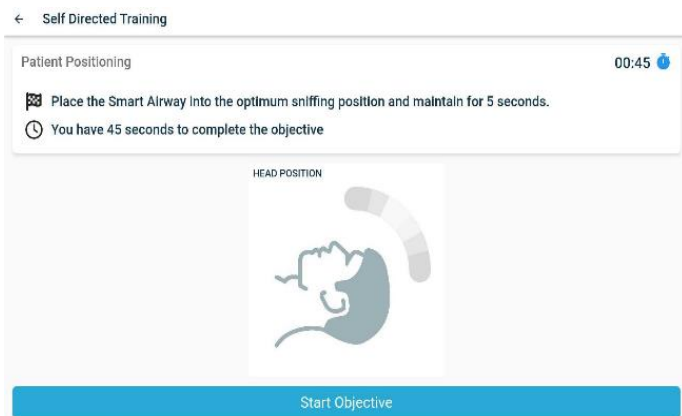 Self Directed Training
Patient Positioning
00:45
Place the Smart Airway into the optimum sniffing position and maintain for 5 seconds.
You have 45 seconds to complete the objective
HEAD POSITION
Start Objective